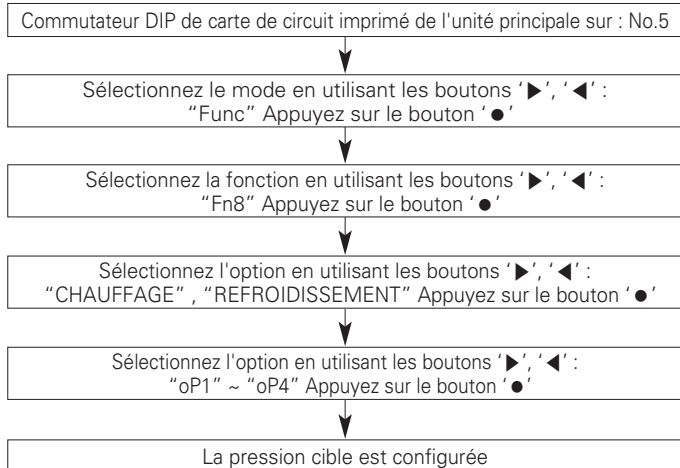 Commutateur DIP de carte de circuit imprimé de l'unité principale sur : No.5
Sélectionnez le mode en utilisant les boutons ‘▶’, ‘◀’ :
“Func” Appuyez sur le bouton ‘●’
Sélectionnez la fonction en utilisant les boutons ‘▶’, ‘◀’ :
“Fn8” Appuyez sur le bouton ‘●’
Sélectionnez l'option en utilisant les boutons ‘▶’, ‘◀’ :
“CHAUFFAGE” , “REFROIDISSEMENT” Appuyez sur le bouton ‘●’
Sélectionnez l'option en utilisant les boutons ‘▶’, ‘◀’ :
“oP1” ~ “oP4” Appuyez sur le bouton ‘●’
La pression cible est configurée